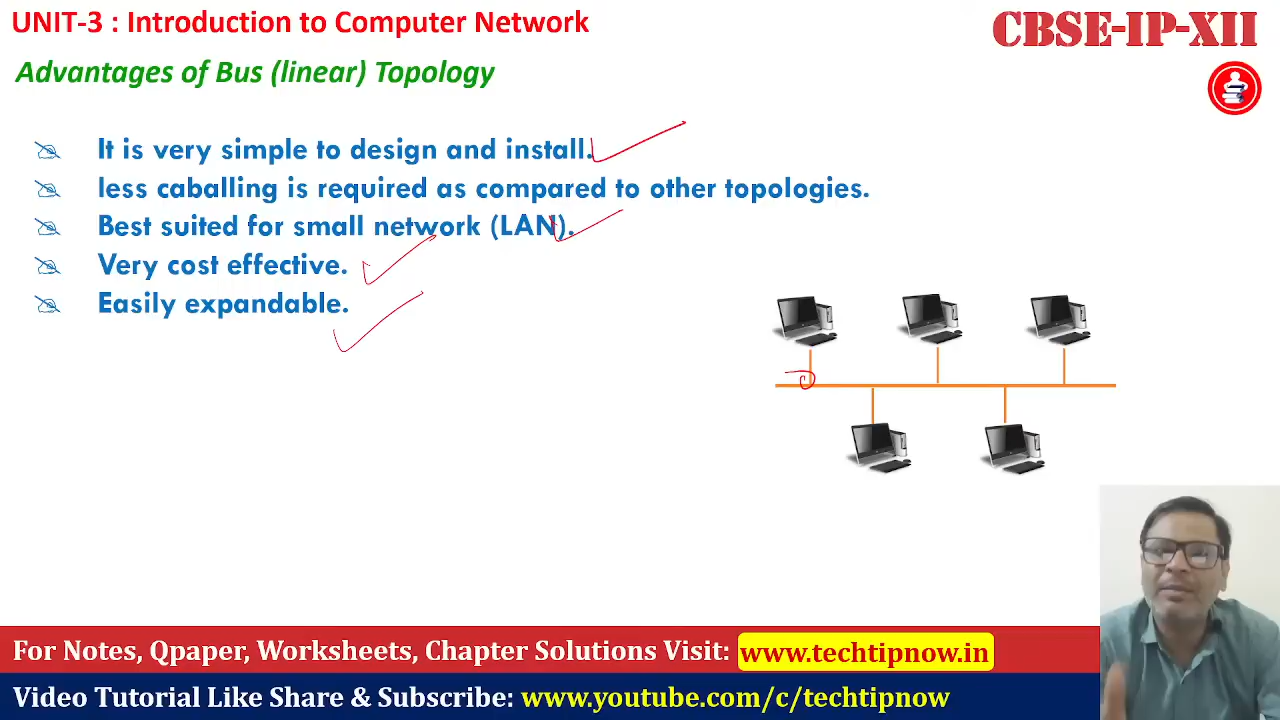 UNIT-3 : Introduction to Computer Network
CBSE-IP-XII
Advantages of Bus (linear) Topology
It is very simple to design and install.
less caballing is required as compared to other topologies.
Best suited for small network (LAN).
Very cost effective.
Easily expandable.
For Notes, Qpaper, Worksheets, Chapter Solutions Visit: www.techtipnow.in
Video Tutorial Like Share & Subscribe: www.youtube.com/c/techtipnow